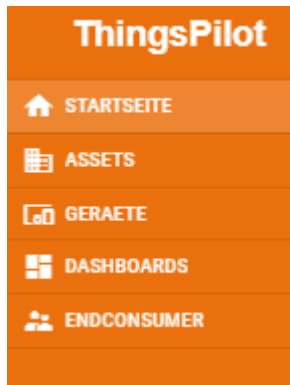 ThingsPilot
STARTSEITE
ASSETS
GERAETE
DASHBOARDS
ENDCONSUMER